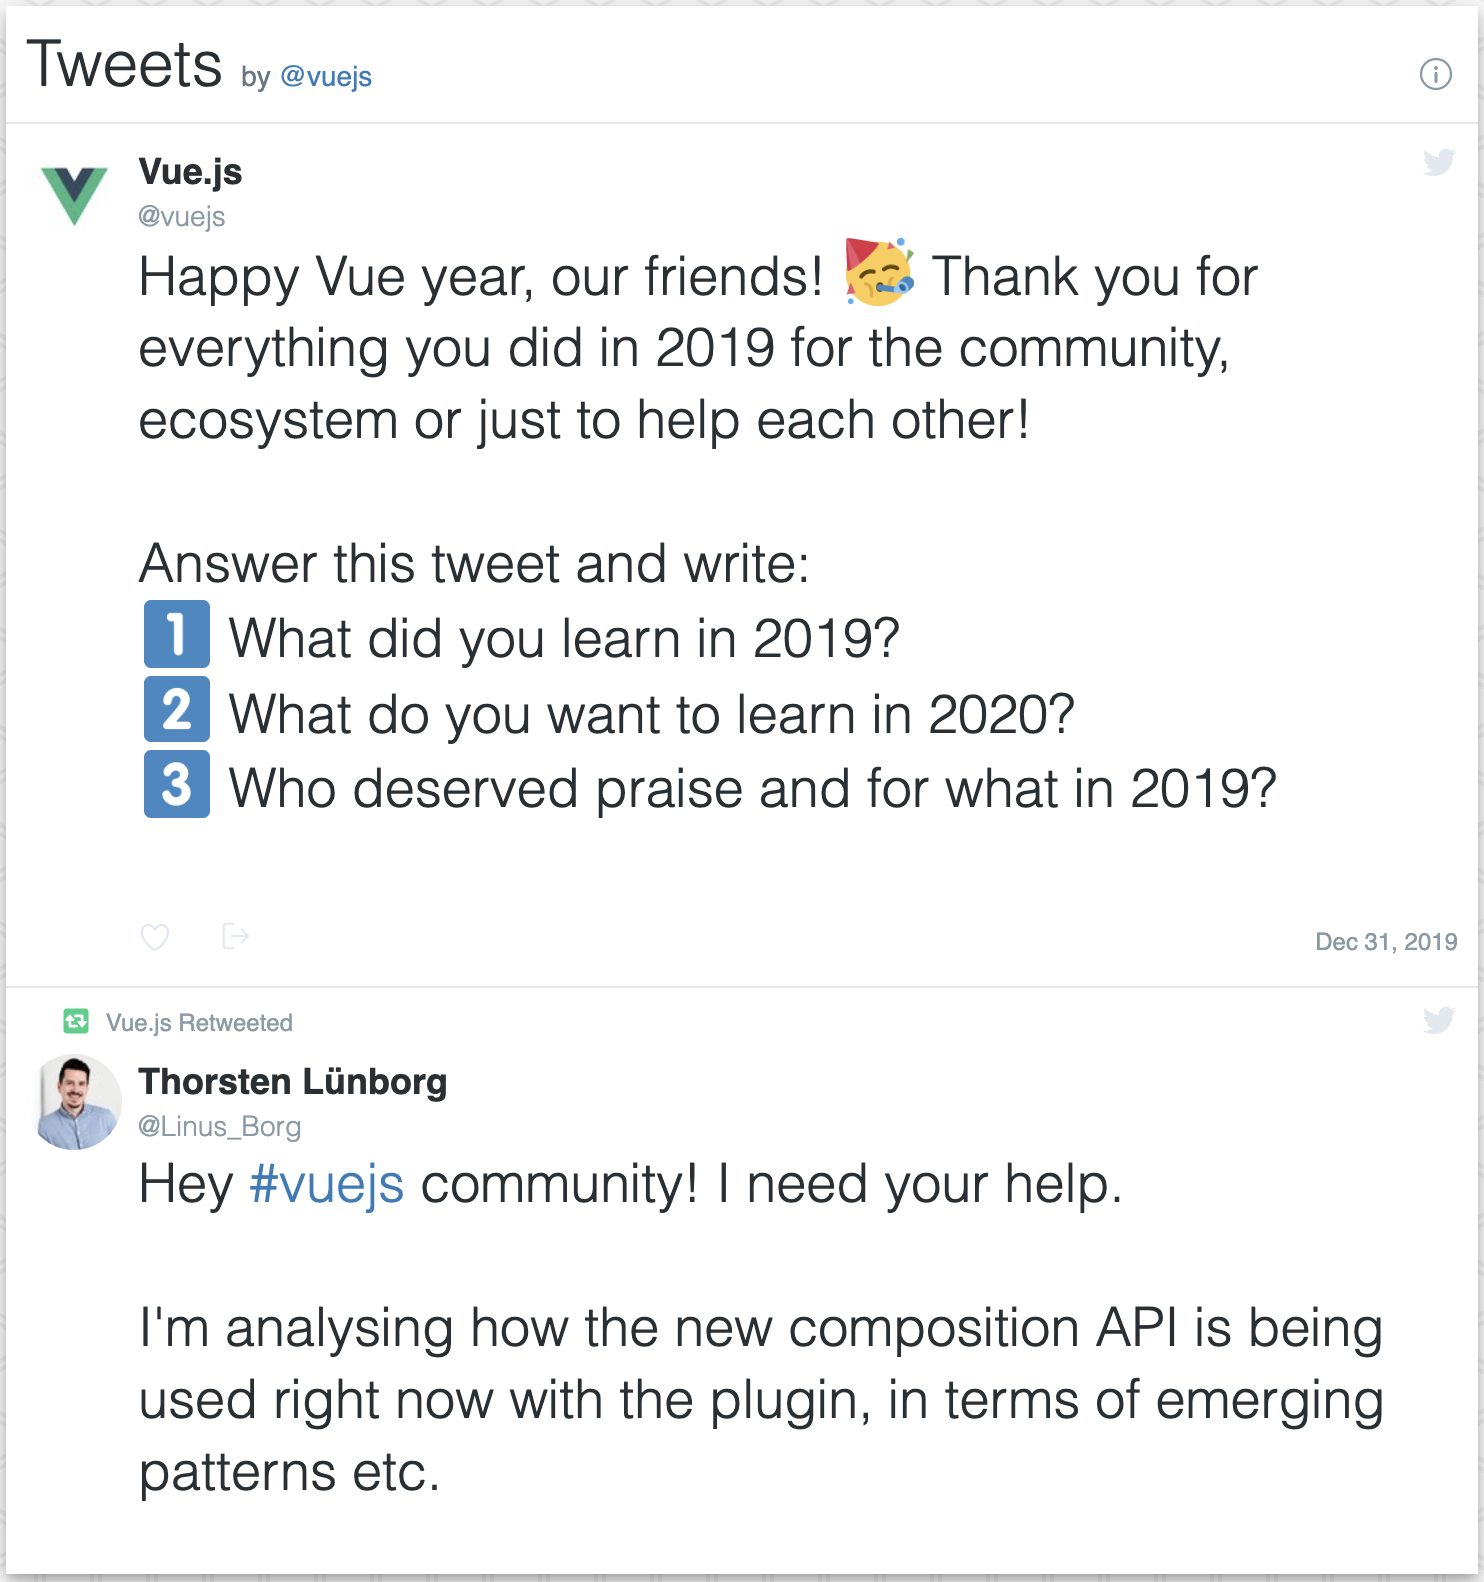 Tweets by @vuejs
Vue.js
@vuejs
Happy Vue year, our friends! 🥳 Thank you for
everything you did in 2019 for the community,
ecosystem or just to help each other!
Answer this tweet and write:
1️⃣ What did you learn in 2019?
2️⃣ What do you want to learn in 2020?
3️⃣ Who deserved praise and for what in 2019?
Dec 31, 2019
Vue.js Retweeted
Thorsten Lünborg
@Linus_Borg
Hey #vuejs community! I need your help.
I'm analysing how the new composition API is being
used right now with the plugin, in terms of emerging
patterns etc.